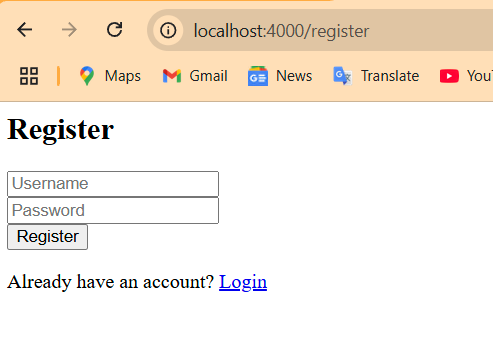 localhost:4000/register
Maps Gmail News Translate
Register
Username
Password
Register
Already have an account? Login